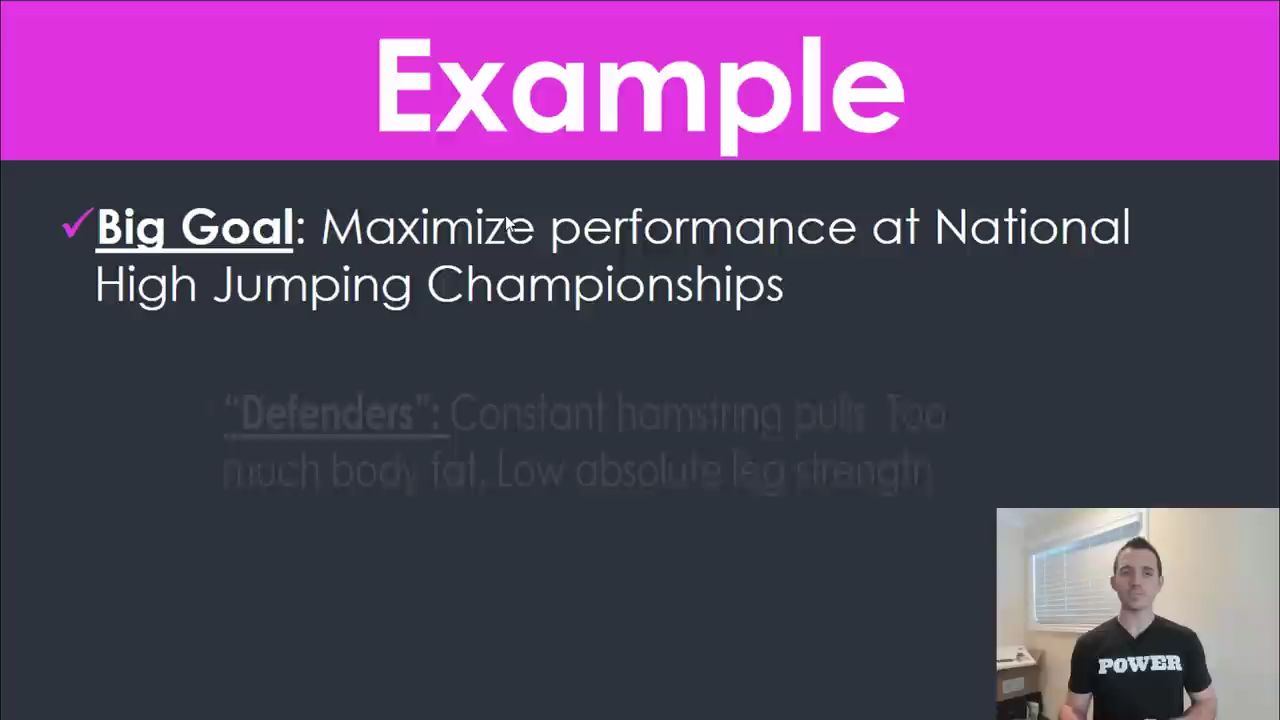 Example
✓Big Goal: Maximize performance at National
High Jumping Championships
“Defenders”: Constant hamstring pulls, Too
much body fat, Low absolute leg strength
POWER